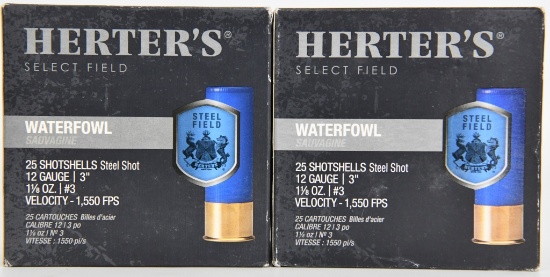 HERTER'S®
SELECT FIELD
WATERFOWL
SAUVAGINE
25 SHOTSHELLS Steel Shot
12 GAUGE | 3"
1⅛ OZ. | #3
VELOCITY - 1,550 FPS
25 CARTOUCHES Billes d'acier
CALIBRE 12 | 3 po
1⅛ oz | Nº 3
VITESSE : 1550 pi/s
STEEL
FIELD
HERTER'S®
SELECT FIELD
WATERFOWL
SAUVAGINE
25 SHOTSHELLS Steel Shot
12 GAUGE | 3"
1⅛ OZ. | #3
VELOCITY - 1,550 FPS
25 CARTOUCHES Billes d'acier
CALIBRE 12 | 3 po
1⅛ oz | Nº 3
VITESSE : 1550 pi/s
STEEL
FIELD